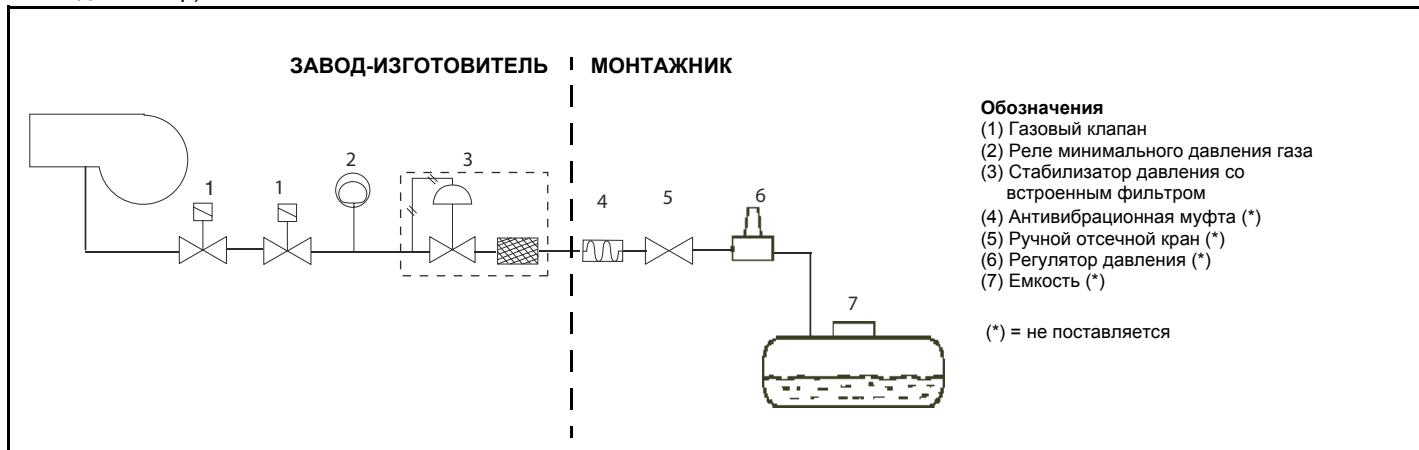 ЗАВОД-ИЗГОТОВИТЕЛЬ
МОНТАЖНИК
1
1
2
3
4
5
6
7
Обозначения
(1) Газовый клапан
(2) Реле минимального давления газа
(3) Стабилизатор давления со
встроенным фильтром
(4) Антивибрационная муфта (*)
(5) Ручной отсечной кран (*)
(6) Регулятор давления (*)
(7) Емкость (*)
(*) = не поставляется